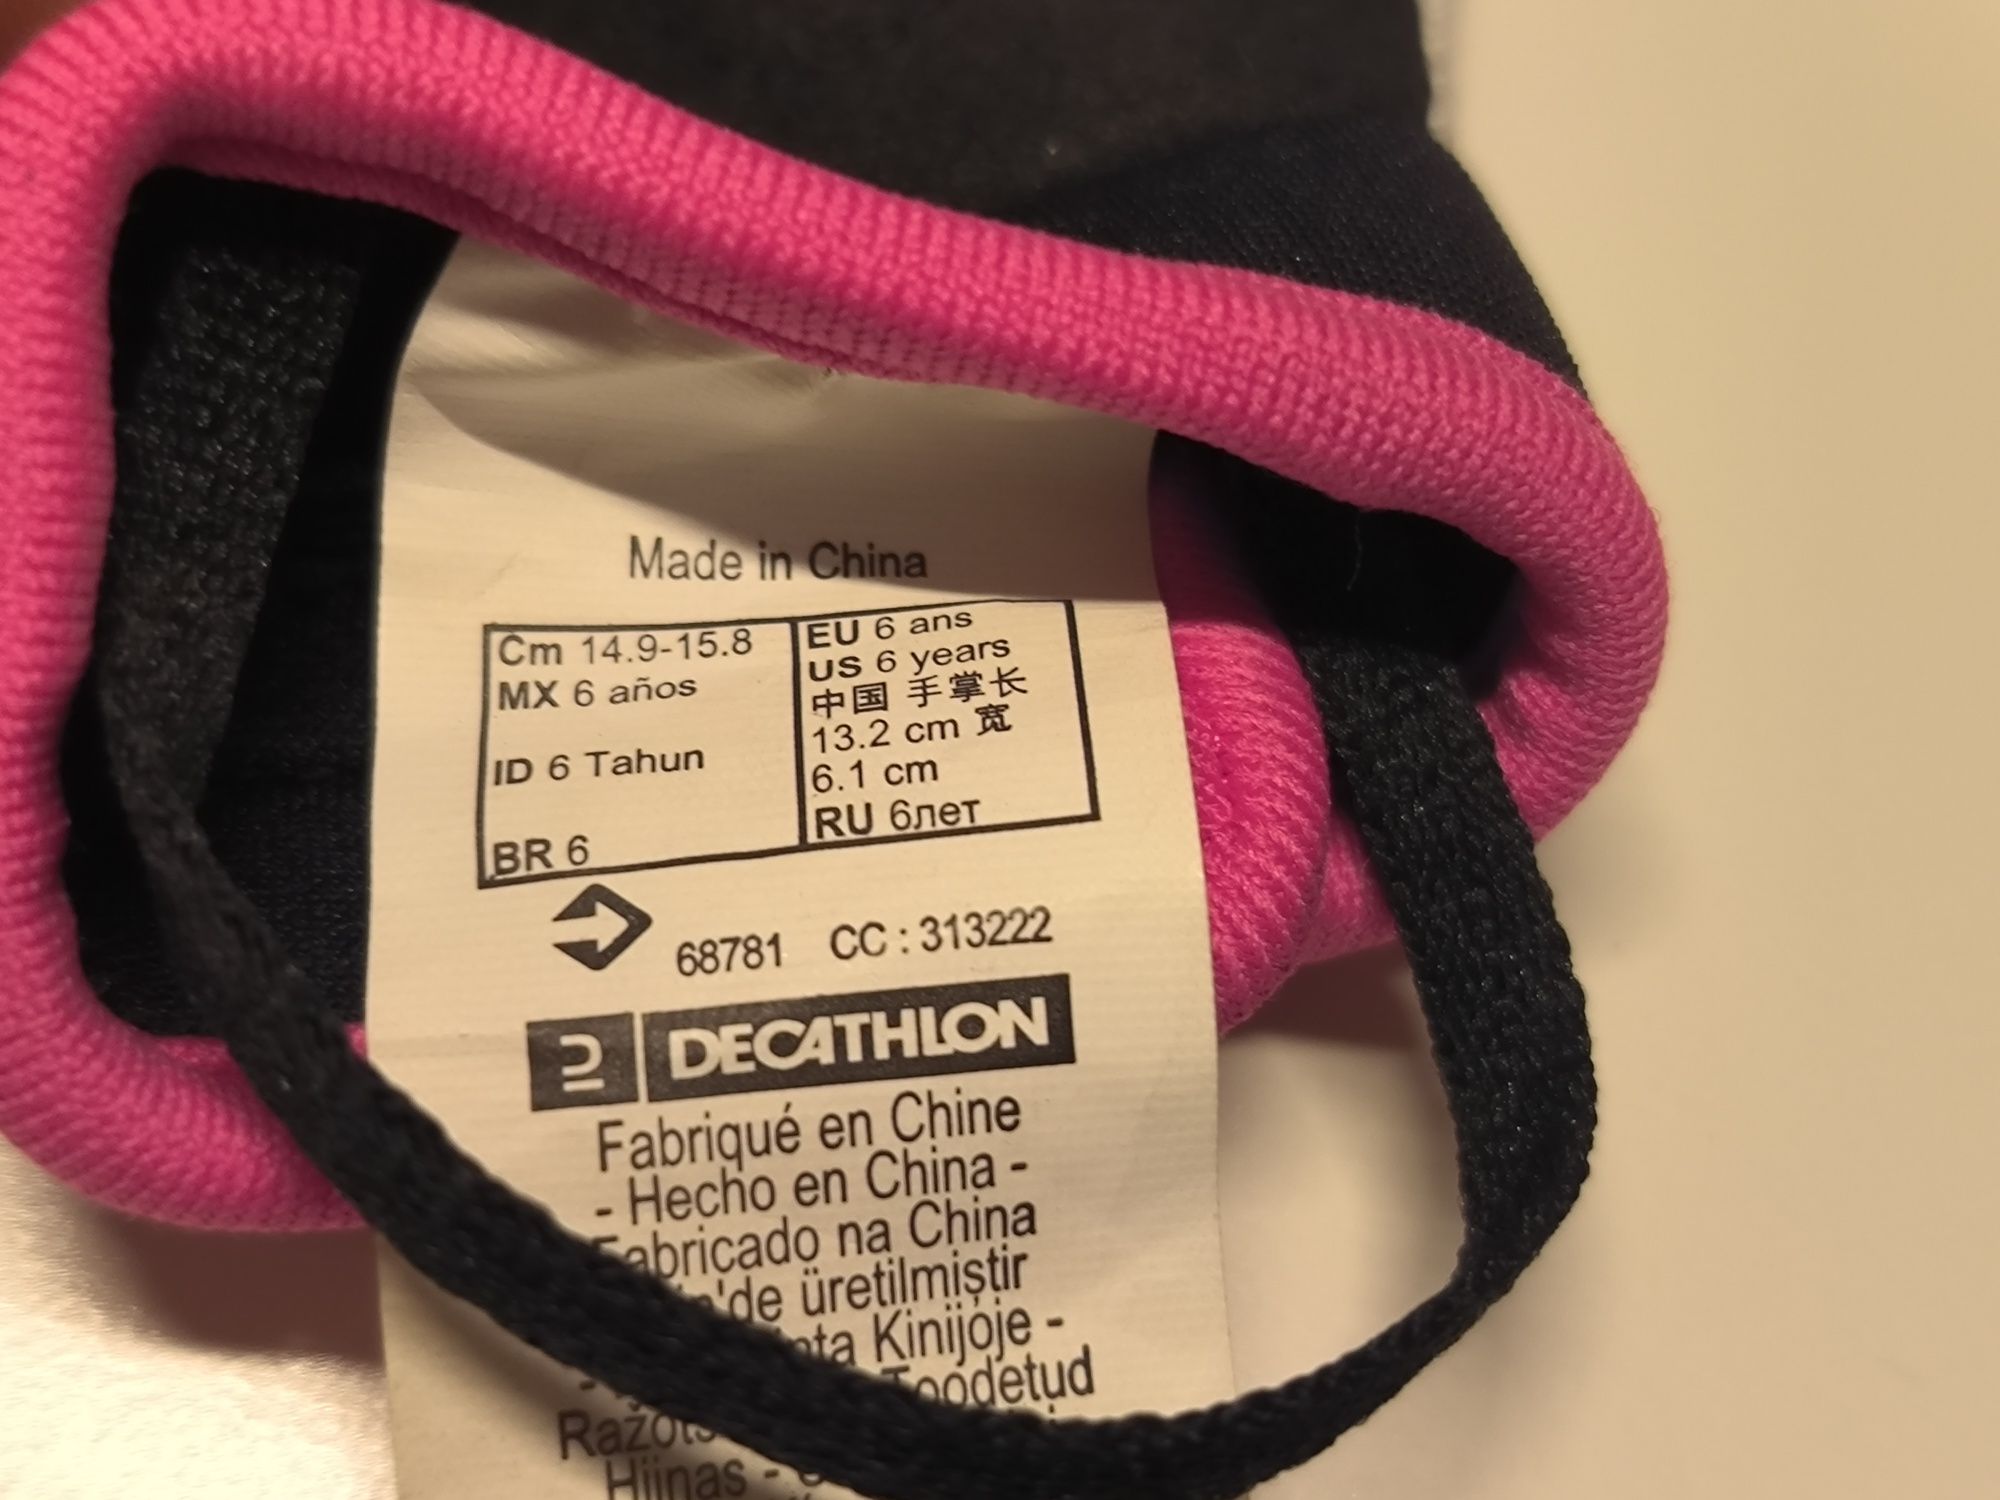 Made in China
Cm 14.9-15.8
MX 6 años
ID 6 Tahun
BR 6
EU 6 ans
US 6 years
中国 手掌长
13.2 cm 宽
6.1 cm
RU 6лет
68781 CC : 313222
DECATHLON
Fabriqué en Chine
- Hecho en China -
Fabricado na China
üretilmiştir
Kinijoje -
Toodetud
Hiinas -